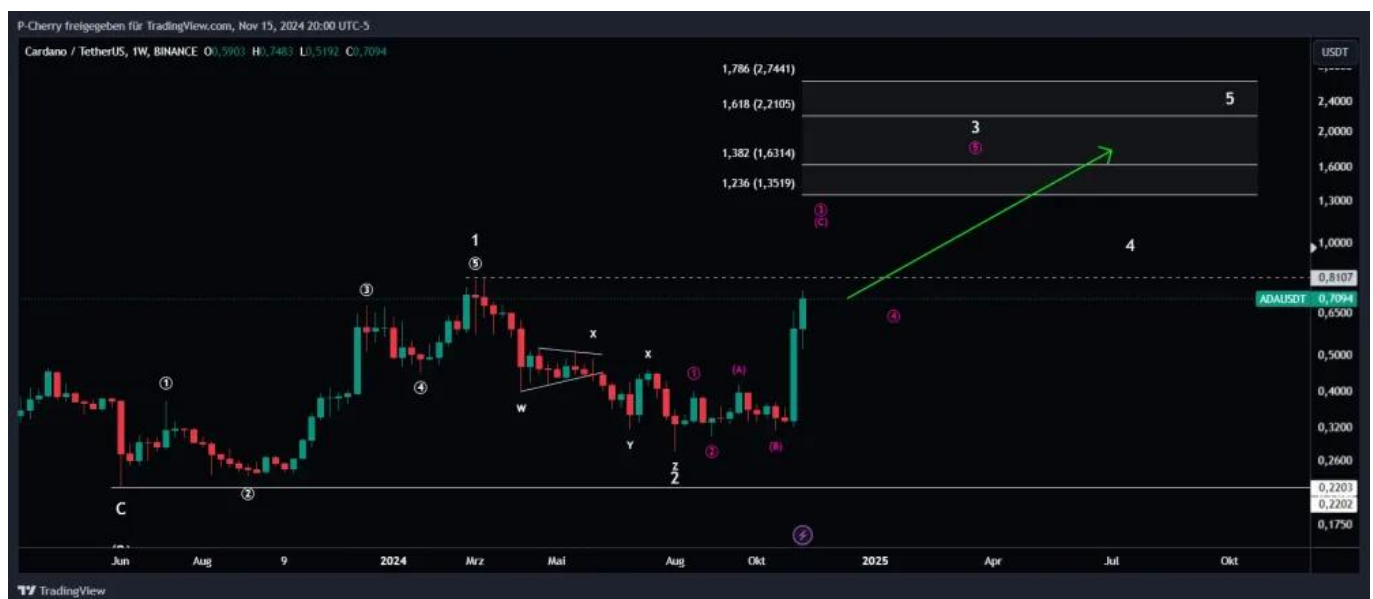 P-Cherry freigegeben für TradingView.com, Nov 15, 2024 20:00 UTC-5
Cardano / TetherUS, 1W, BINANCE O0,5903 H0,7483 L0,5192 C0,7094
USDT
1,786 (2,7441)
1,618 (2,2105)
1,382 (1,6314)
1,236 (1,3519)
5
3
⑤
③
(C)
4
④
1
⑤
③
④
①
②
C
W
X
Y
X
Z
2
①
②
(A)
(B)
2,4000
2,0000
1,6000
1,3000
1,0000
0,8107
ADAUSDT 0,7094
0,6500
0,5000
0,4000
0,3200
0,2600
0,2203
0,2202
0,1750
Jun Aug 9 2024 Mrz Mai Aug Okt 2025 Apr Jul Okt
TradingView